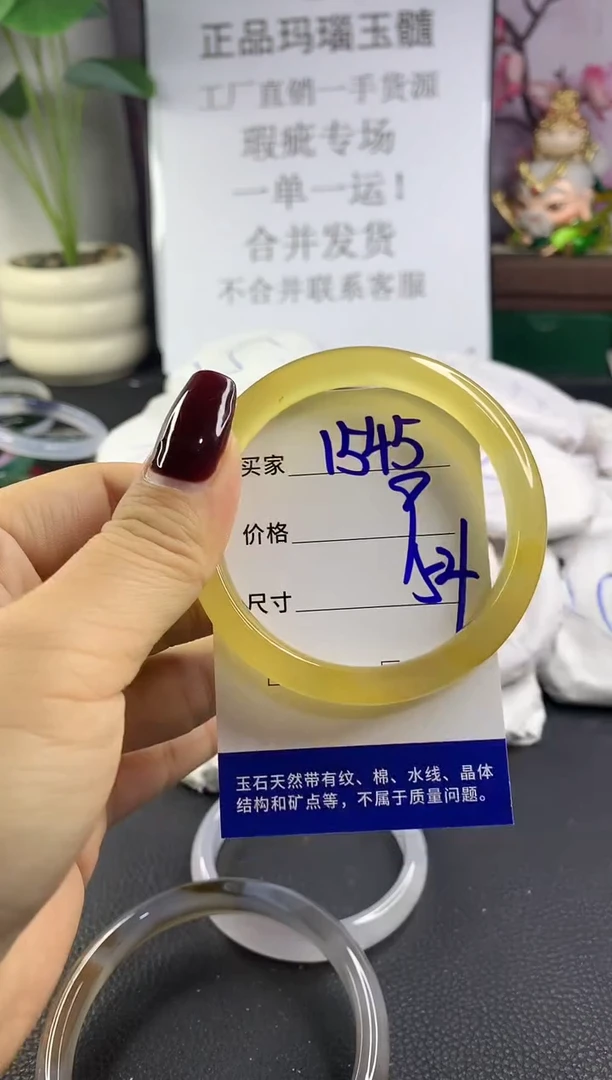 正品玛瑙玉髓
工厂直销一手货源
瑕疵专场
一单一运！
合并发货
不合并联系客服
买家 1545
价格
尺寸
玉石天然带有纹、棉、水线、晶体
结构和矿点等，不属于质量问题。